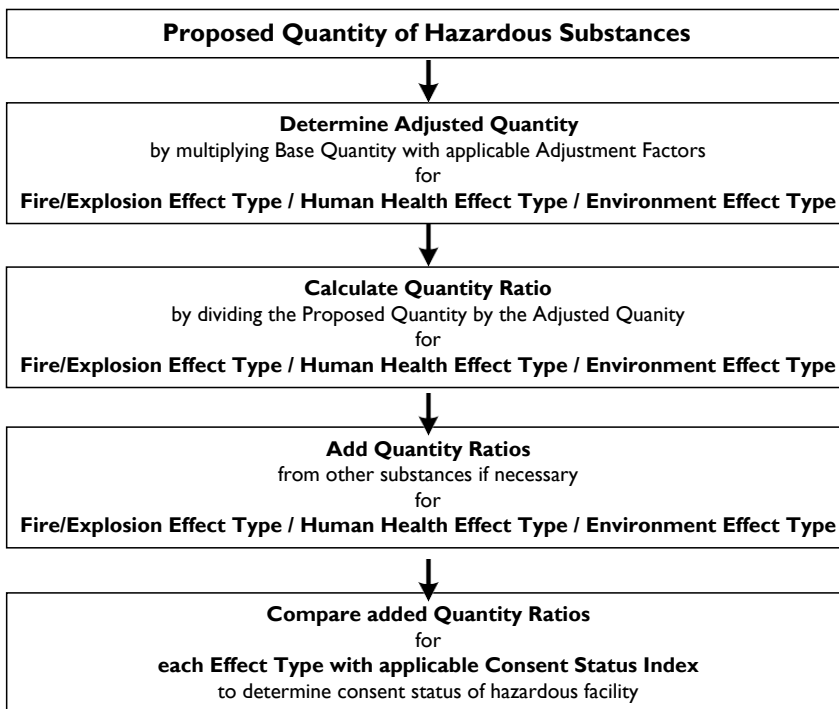 Proposed Quantity of Hazardous Substances
Determine Adjusted Quantity
by multiplying Base Quantity with applicable Adjustment Factors
for
Fire/Explosion Effect Type / Human Health Effect Type / Environment Effect Type
Calculate Quantity Ratio
by dividing the Proposed Quantity by the Adjusted Quanity
for
Fire/Explosion Effect Type / Human Health Effect Type / Environment Effect Type
Add Quantity Ratios
from other substances if necessary
for
Fire/Explosion Effect Type / Human Health Effect Type / Environment Effect Type
Compare added Quantity Ratios
for
each Effect Type with applicable Consent Status Index
to determine consent status of hazardous facility